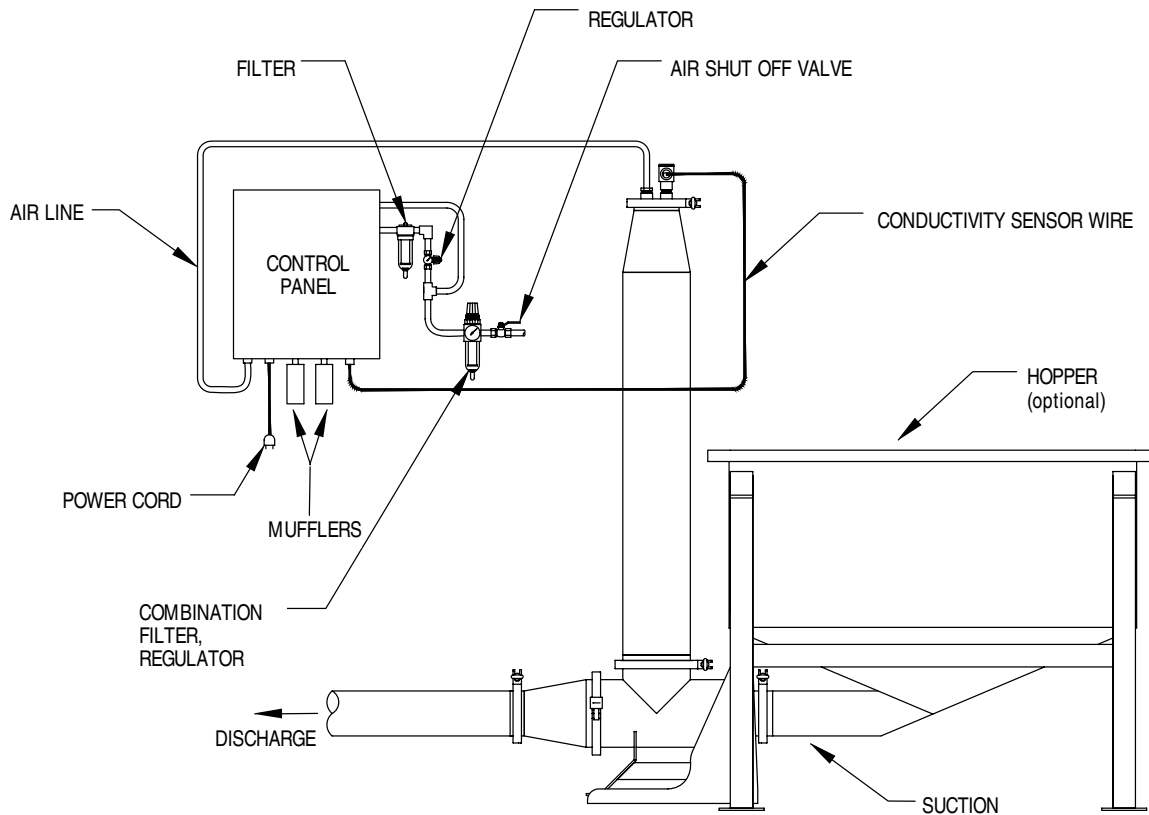 REGULATOR
FILTER
AIR SHUT OFF VALVE
AIR LINE
CONDUCTIVITY SENSOR WIRE
CONTROL
PANEL
HOPPER
(optional)
POWER CORD
MUFFLERS
COMBINATION
FILTER,
REGULATOR
DISCHARGE
SUCTION